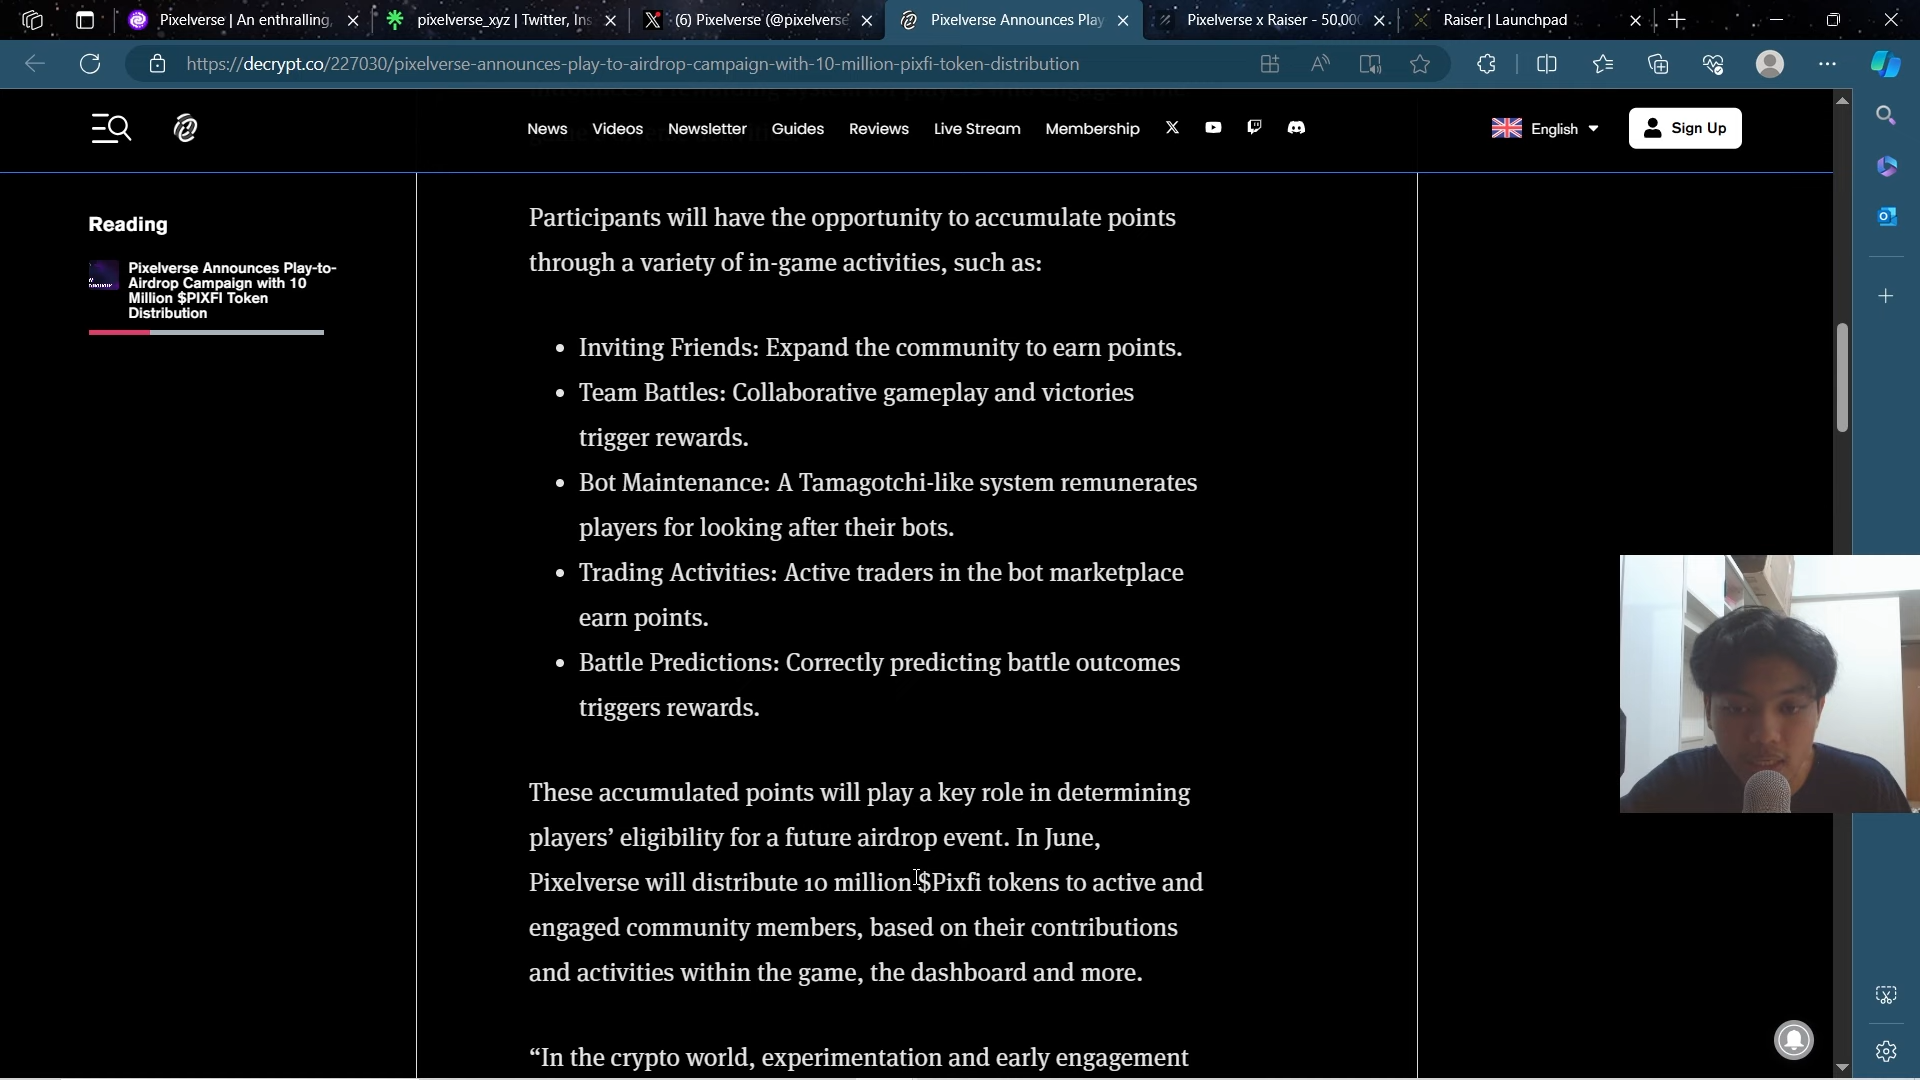 Pixelverse | An enthralling
pixelverse_xyz | Twitter, Ins
(6) Pixelverse (@pixelverse
Pixelverse Announces Play
Pixelverse x Raiser - 50,000
Raiser | Launchpad
https://decrypt.co/227030/pixelverse-announces-play-to-airdrop-campaign-with-10-million-pixfi-token-distribution
News Videos Newsletter Guides Reviews Live Stream Membership
English
Sign Up
Reading
Pixelverse Announces Play-to-
Airdrop Campaign with 10
Million $PIXFI Token
Distribution
Participants will have the opportunity to accumulate points
through a variety of in-game activities, such as:
• Inviting Friends: Expand the community to earn points.
• Team Battles: Collaborative gameplay and victories
trigger rewards.
• Bot Maintenance: A Tamagotchi-like system remunerates
players for looking after their bots.
• Trading Activities: Active traders in the bot marketplace
earn points.
• Battle Predictions: Correctly predicting battle outcomes
triggers rewards.
These accumulated points will play a key role in determining
players’ eligibility for a future airdrop event. In June,
Pixelverse will distribute 10 million $Pixfi tokens to active and
engaged community members, based on their contributions
and activities within the game, the dashboard and more.
“In the crypto world, experimentation and early engagement